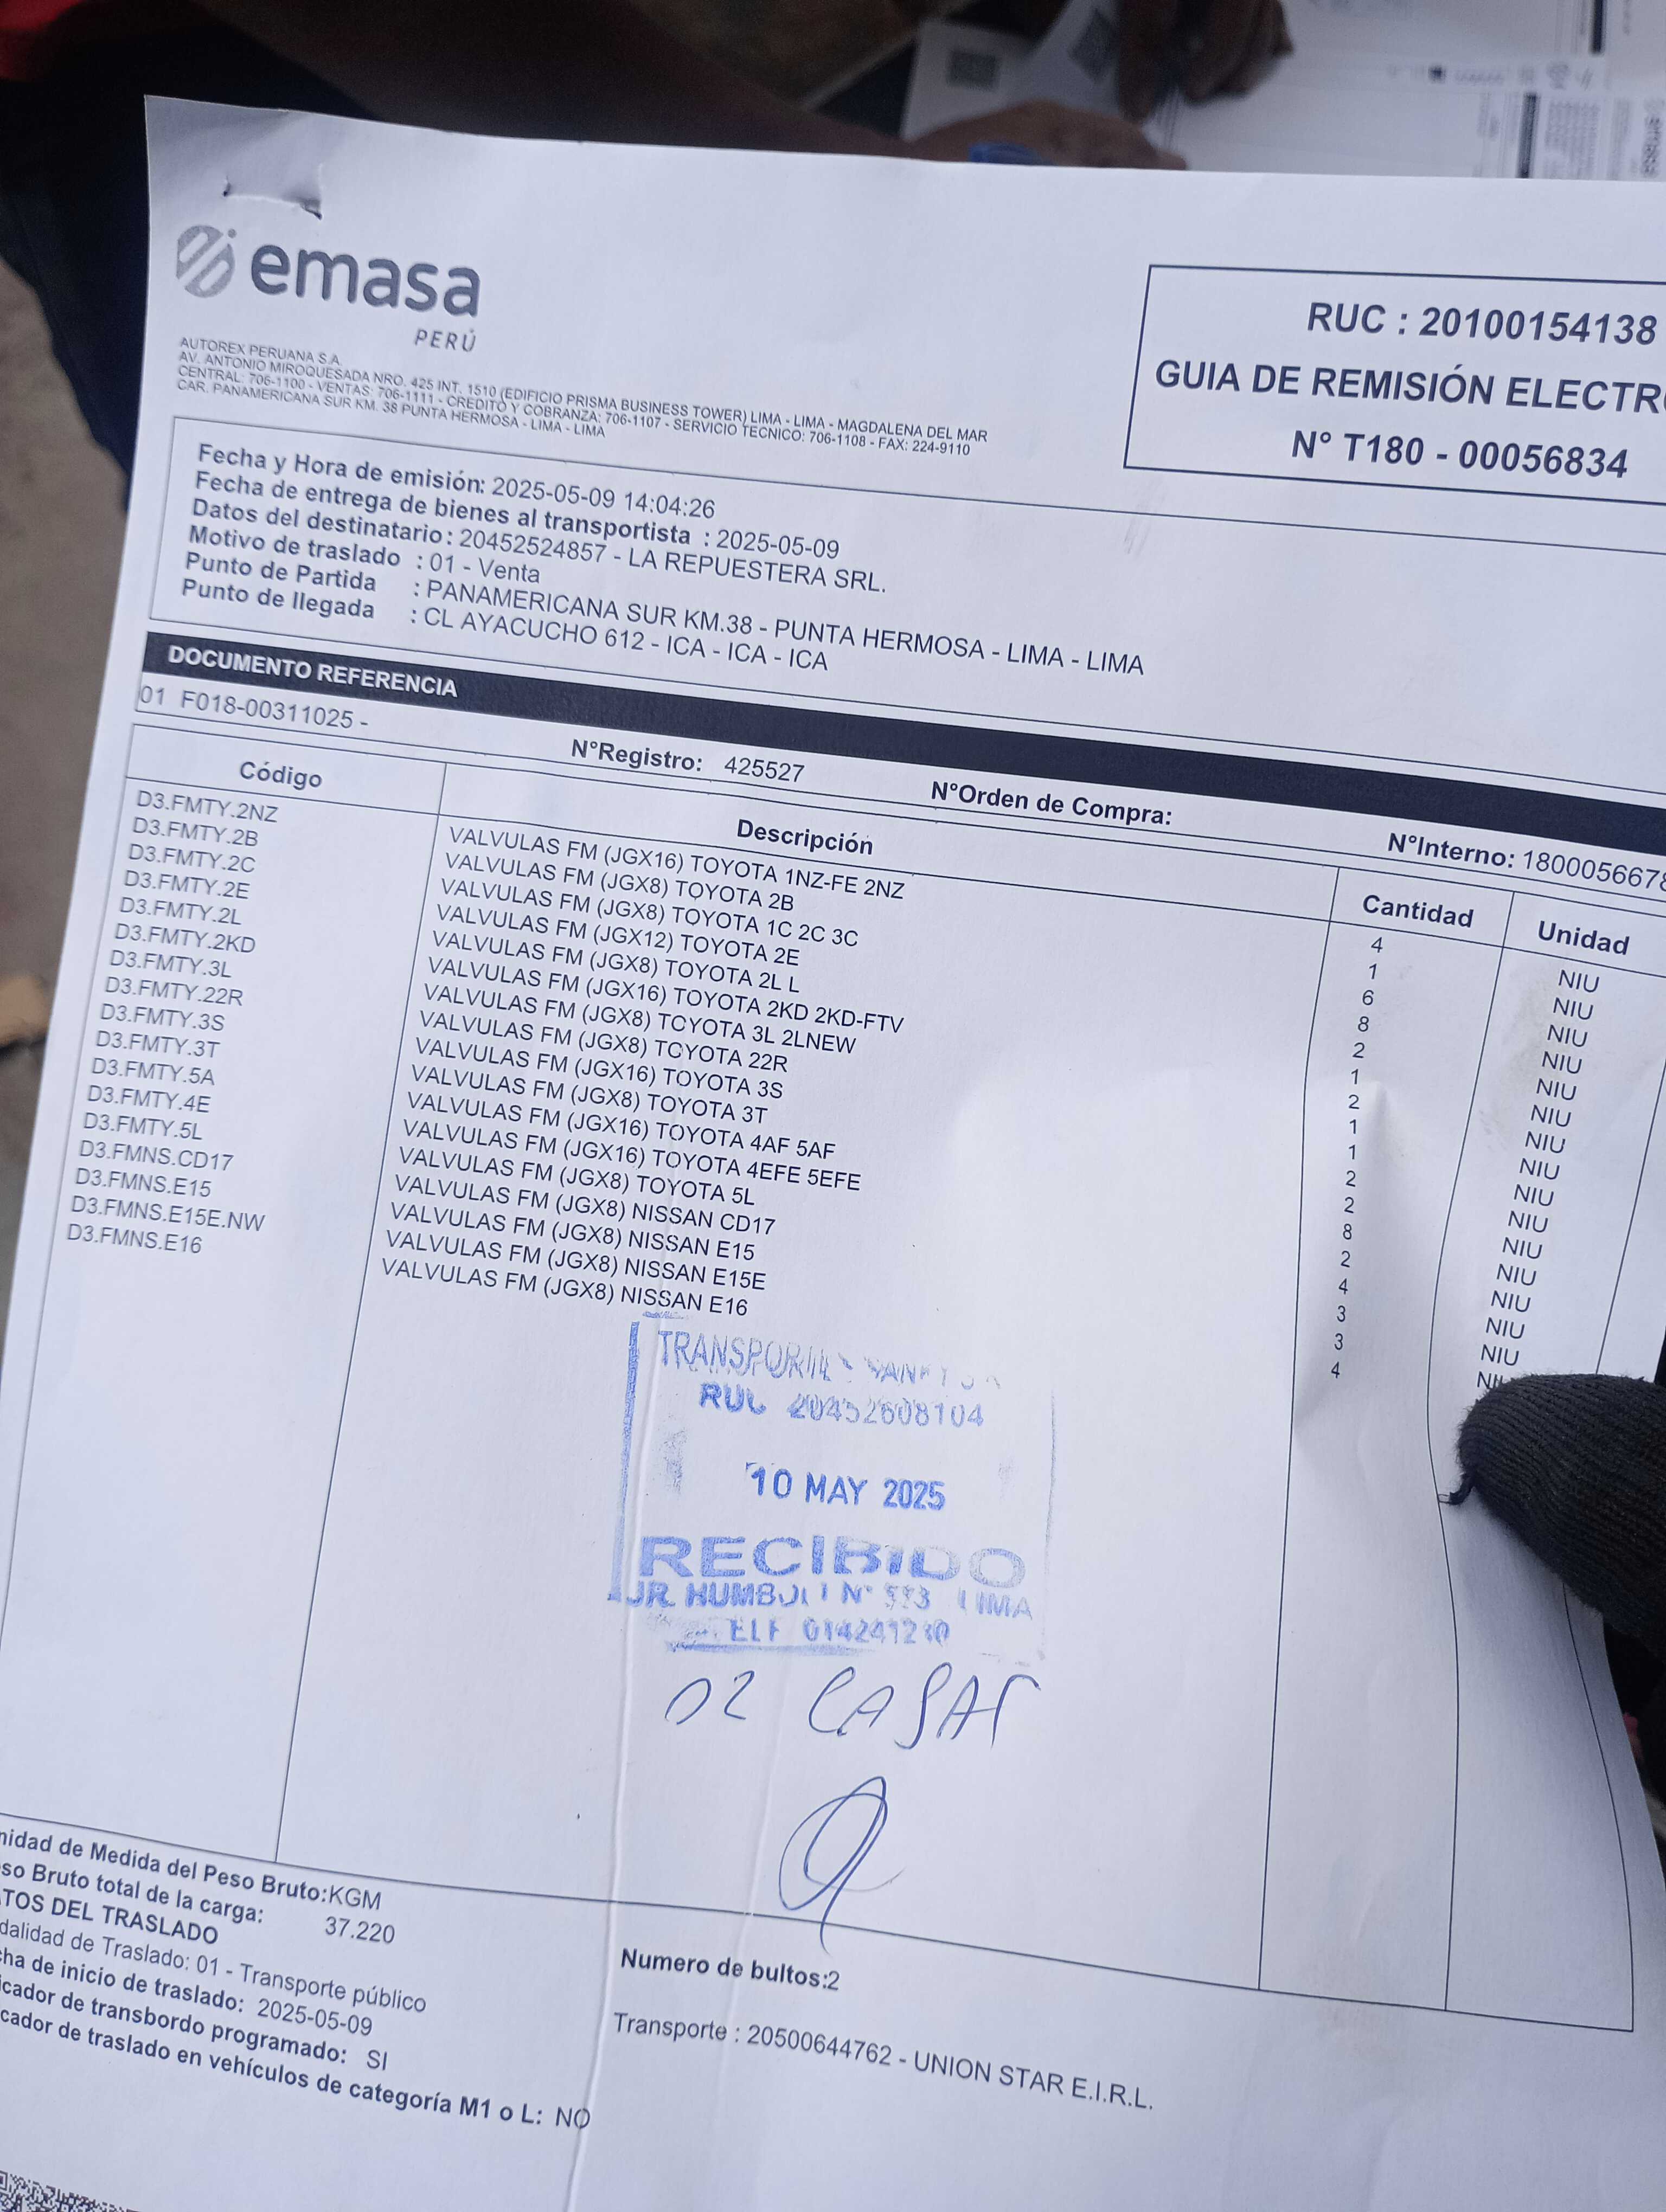 emasa
PERÚ
AUTOREX PERUANA S.A.
AV. ANTONIO MIROQUESADA NRO. 425 INT. 1510 (EDIFICIO PRISMA BUSINESS TOWER) LIMA - LIMA - MAGDALENA DEL MAR
CENTRAL: 706-1100 - VENTAS: 706-1111 - CREDITO Y COBRANZA: 706-1107 - SERVICIO TECNICO: 706-1108 - FAX: 224-9110
CAR. PANAMERICANA SUR KM. 38 PUNTA HERMOSA - LIMA - LIMA
RUC : 20100154138
GUIA DE REMISIÓN ELECTR
N° T180 - 00056834
Fecha y Hora de emisión: 2025-05-09 14:04:26
Fecha de entrega de bienes al transportista : 2025-05-09
Datos del destinatario : 20452524857 - LA REPUESTERA SRL.
Motivo de traslado : 01 - Venta
Punto de Partida : PANAMERICANA SUR KM.38 - PUNTA HERMOSA - LIMA - LIMA
Punto de llegada : CL AYACUCHO 612 - ICA - ICA - ICA
DOCUMENTO REFERENCIA
01 F018-00311025 -
N°Registro: 425527 N°Orden de Compra: N°Interno: 1800056678
Código Descripción Cantidad Unidad
D3.FMTY.2NZ VALVULAS FM (JGX16) TOYOTA 1NZ-FE 2NZ 4 NIU
D3.FMTY.2B VALVULAS FM (JGX8) TOYOTA 2B 1 NIU
D3.FMTY.2C VALVULAS FM (JGX8) TOYOTA 1C 2C 3C 6 NIU
D3.FMTY.2E VALVULAS FM (JGX12) TOYOTA 2E 8 NIU
D3.FMTY.2L VALVULAS FM (JGX8) TOYOTA 2L L 2 NIU
D3.FMTY.2KD VALVULAS FM (JGX16) TOYOTA 2KD 2KD-FTV 1 NIU
D3.FMTY.3L VALVULAS FM (JGX8) TOYOTA 3L 2LNEW 2 NIU
D3.FMTY.22R VALVULAS FM (JGX8) TOYOTA 22R 1 NIU
D3.FMTY.3S VALVULAS FM (JGX16) TOYOTA 3S 1 NIU
D3.FMTY.3T VALVULAS FM (JGX8) TOYOTA 3T 2 NIU
D3.FMTY.5A VALVULAS FM (JGX16) TOYOTA 4AF 5AF 2 NIU
D3.FMTY.4E VALVULAS FM (JGX16) TOYOTA 4EFE 5EFE 8 NIU
D3.FMTY.5L VALVULAS FM (JGX8) TOYOTA 5L 2 NIU
D3.FMNS.CD17 VALVULAS FM (JGX8) NISSAN CD17 4 NIU
D3.FMNS.E15 VALVULAS FM (JGX8) NISSAN E15 3 NIU
D3.FMNS.E15E.NW VALVULAS FM (JGX8) NISSAN E15E 3 NIU
D3.FMNS.E16 VALVULAS FM (JGX8) NISSAN E16 4
RUC 20452608104
10 MAY 2025
RECIBIDO
JR. HUMBOLT N° LIMA
02 CAJAS
nidad de Medida del Peso Bruto:KGM
so Bruto total de la carga: 37.220
TOS DEL TRASLADO
dalidad de Traslado: 01 - Transporte público
ha de inicio de traslado: 2025-05-09
icador de transbordo programado: SI
cador de traslado en vehículos de categoría M1 o L: NO
Numero de bultos:2
Transporte : 20500644762 - UNION STAR E.I.R.L.